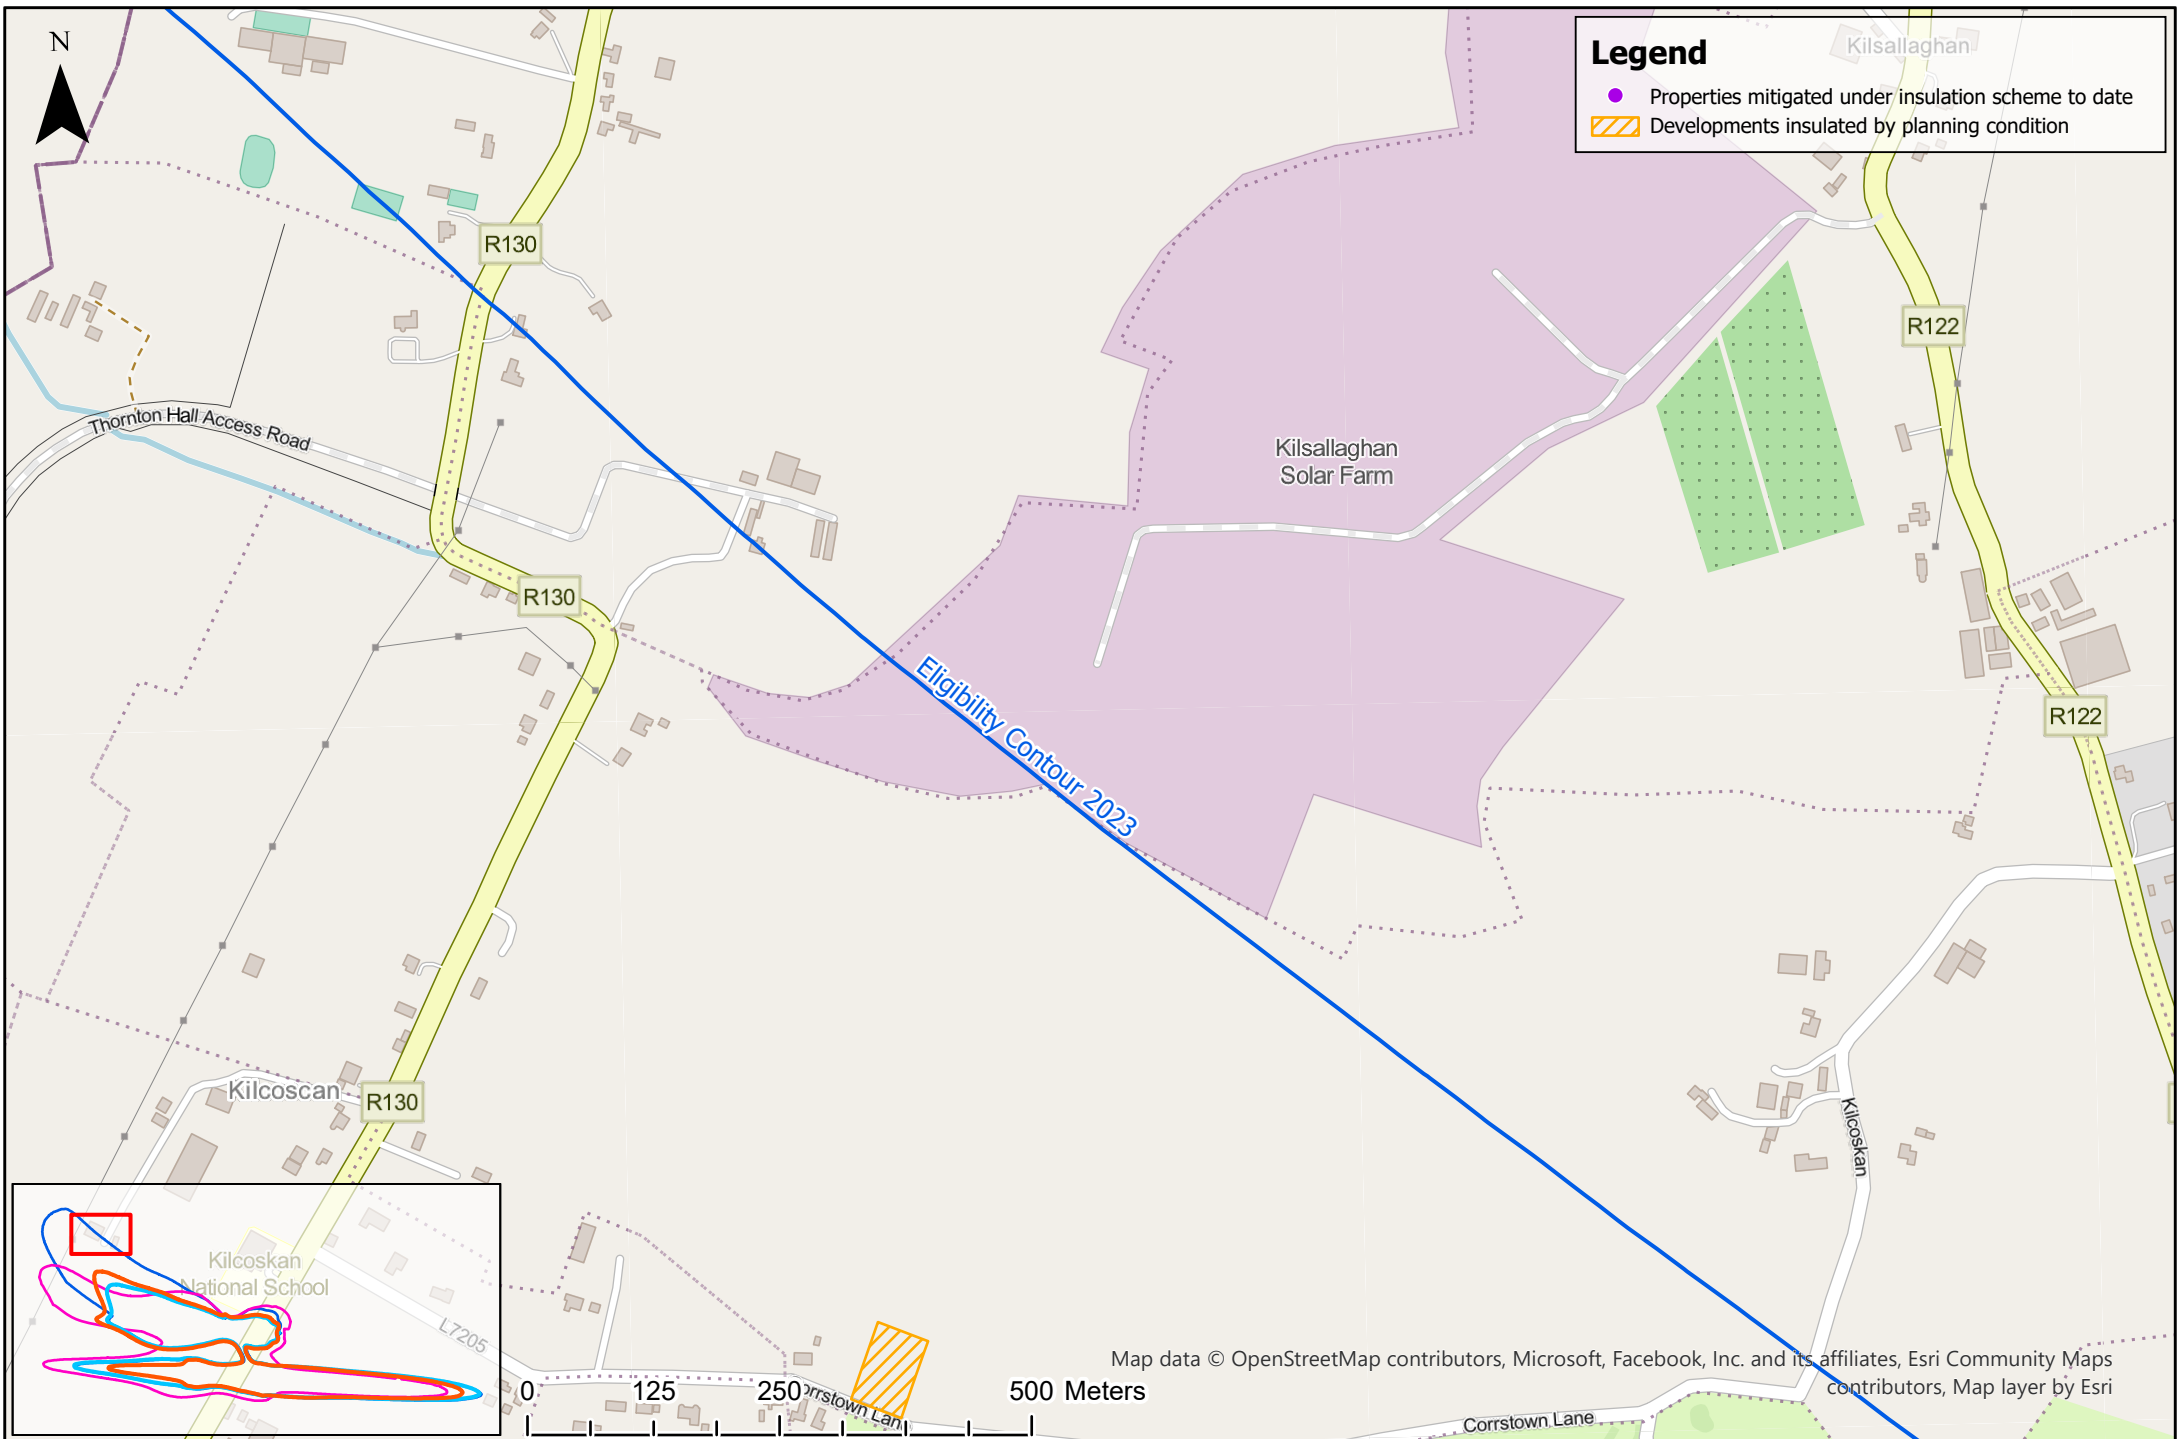 N
Legend
Properties mitigated under insulation scheme to date
Developments insulated by planning condition
Kilsallaghan
R130
R122
Thornton Hall Access Road
Kilsallaghan
Solar Farm
R130
Eligibility Contour 2023
R122
Kilcoscan
R130
Kilcoskan
Kilcoskan
National School
L7205
0 125 250 500 Meters
Corrstown Lane
Map data © OpenStreetMap contributors, Microsoft, Facebook, Inc. and its affiliates, Esri Community Maps
contributors, Map layer by Esri
Corrstown Lane